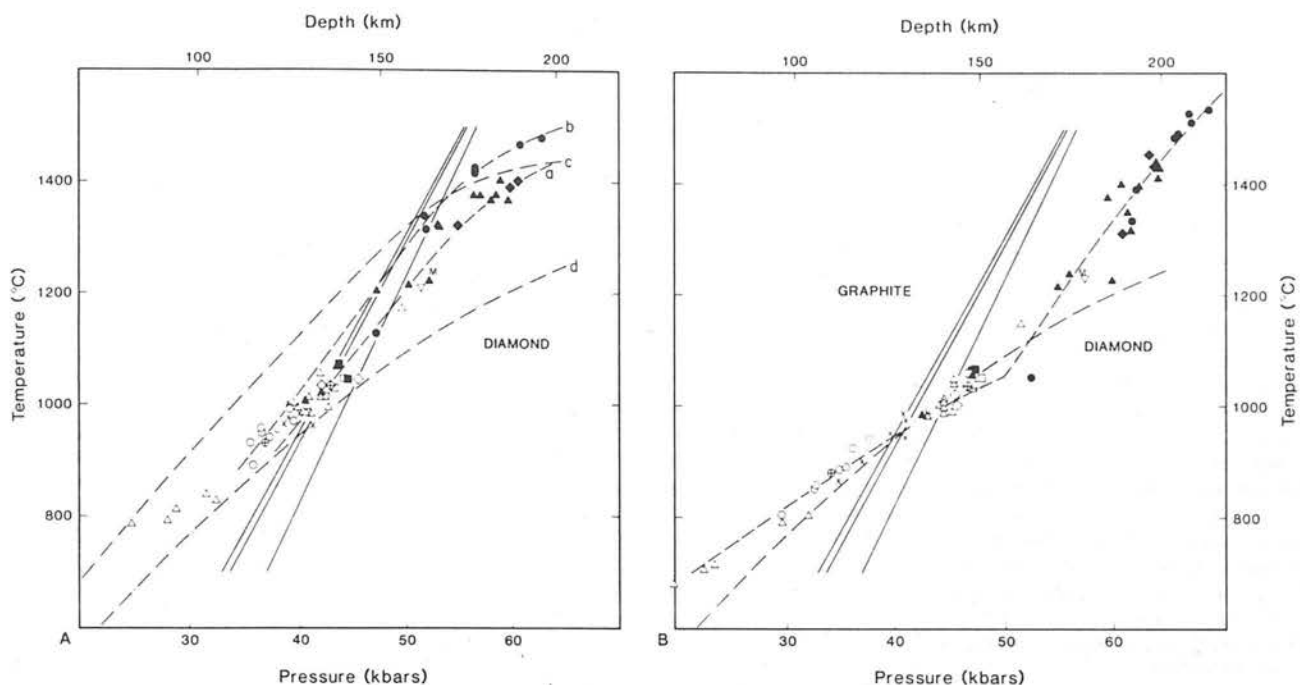 Depth (km)
100 150 200
1400
1200
1000
800
Temperature (°C)
b
c
a
d
M
DIAMOND
A
30 40 50 60
Pressure (kbars)
Depth (km)
100 150 200
GRAPHITE
DIAMOND
M
1400
1200
1000
800
Temperature (°C)
B
30 40 50 60
Pressure (kbars)